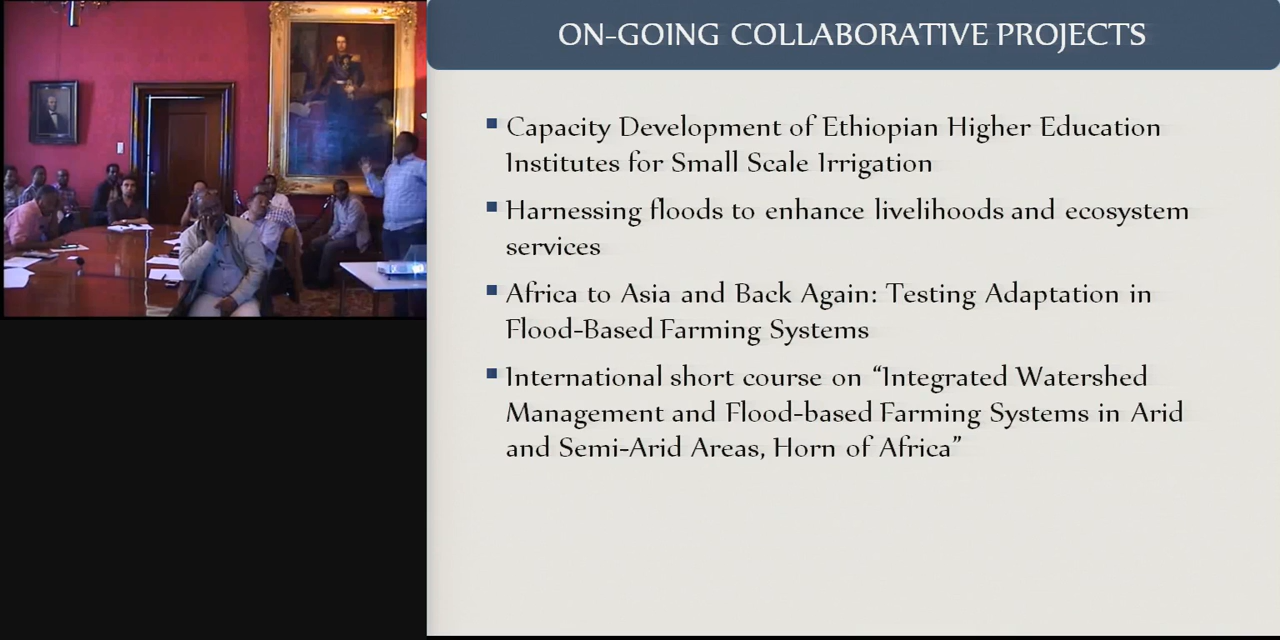 ON-GOING COLLABORATIVE PROJECTS
▪ Capacity Development of Ethiopian Higher Education
Institutes for Small Scale Irrigation
▪ Harnessing floods to enhance livelihoods and ecosystem
services
▪ Africa to Asia and Back Again: Testing Adaptation in
Flood-Based Farming Systems
▪ International short course on “Integrated Watershed
Management and Flood-based Farming Systems in Arid
and Semi-Arid Areas, Horn of Africa”